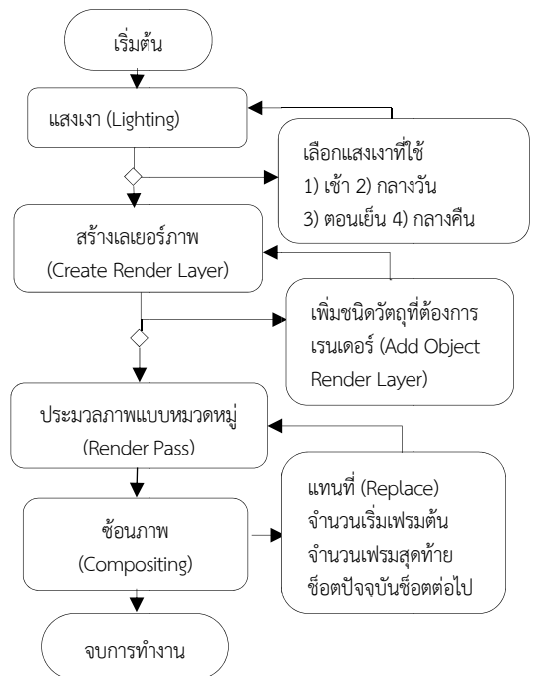 เริ่มต้น
แสงเงา (Lighting)
เลือกแสงเงาที่ใช้
1) เช้า 2) กลางวัน
3) ตอนเย็น 4) กลางคืน
สร้างเลเยอร์ภาพ
(Create Render Layer)
เพิ่มชนิดวัตถุที่ต้องการ
เรนเดอร์ (Add Object
Render Layer)
ประมวลภาพแบบหมวดหมู่
(Render Pass)
แทนที่ (Replace)
จำนวนเริ่มเฟรมต้น
จำนวนเฟรมสุดท้าย
ช็อตปัจจุบันช็อตต่อไป
ซ้อนภาพ
(Compositing)
จบการทำงาน